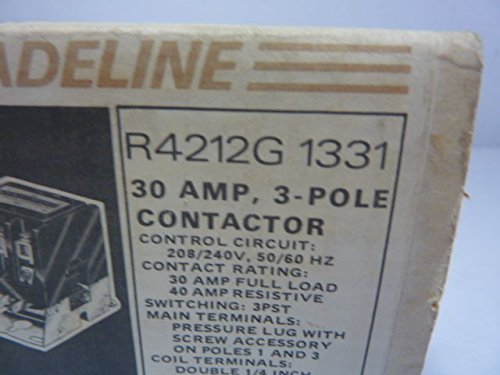 ADELINE
R4212G 1331
30 AMP, 3-POLE
CONTACTOR
CONTROL CIRCUIT:
208/240V, 50/60 HZ
CONTACT RATING:
30 AMP FULL LOAD
40 AMP RESISTIVE
SWITCHING: 3PST
MAIN TERMINALS:
PRESSURE LUG WITH
SCREW ACCESSORY
ON POLES 1 AND 3
COIL TERMINALS:
DOUBLE 1/4 INCH